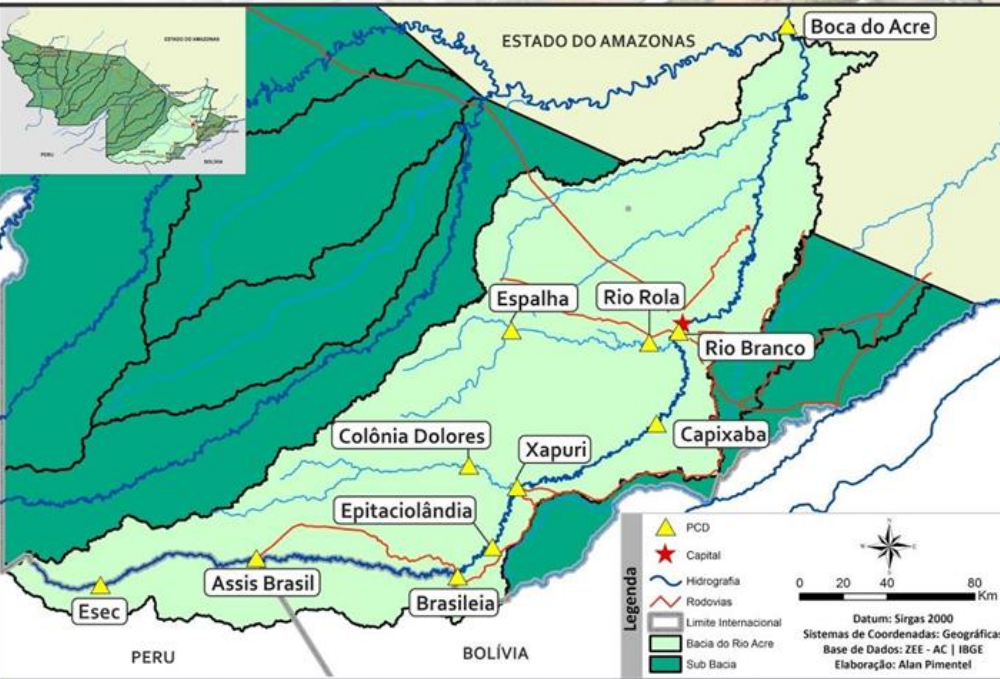 ESTADO DO AMAZONAS
PERU
BOLÍVIA
ESTADO DO AMAZONAS
Boca do Acre
Espalha
Rio Rola
Rio Branco
Colônia Dolores
Xapuri
Capixaba
Epitaciolândia
Assis Brasil
Esec
Brasileia
PERU
BOLÍVIA
Legenda
PCD
Capital
Hidrografia
Rodovias
Limite Internacional
Bacia do Rio Acre
Sub Bacia
0 20 40 80
Km
Datum: Sirgas 2000
Sistemas de Coordenadas: Geográficas
Base de Dados: ZEE - AC | IBGE
Elaboração: Alan Pimentel